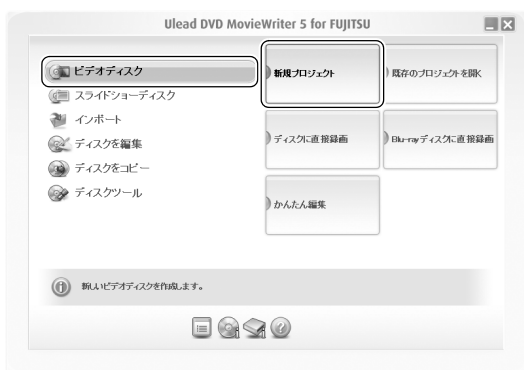 Ulead DVD MovieWriter 5 for FUJITSU
ビデオディスク
スライドショーディスク
インポート
ディスクを編集
ディスクをコピー
ディスクツール
新規プロジェクト
既存のプロジェクトを開く
ディスクに直接録画
Blu-rayディスクに直接録画
かんたん編集
新しいビデオディスクを作成します。